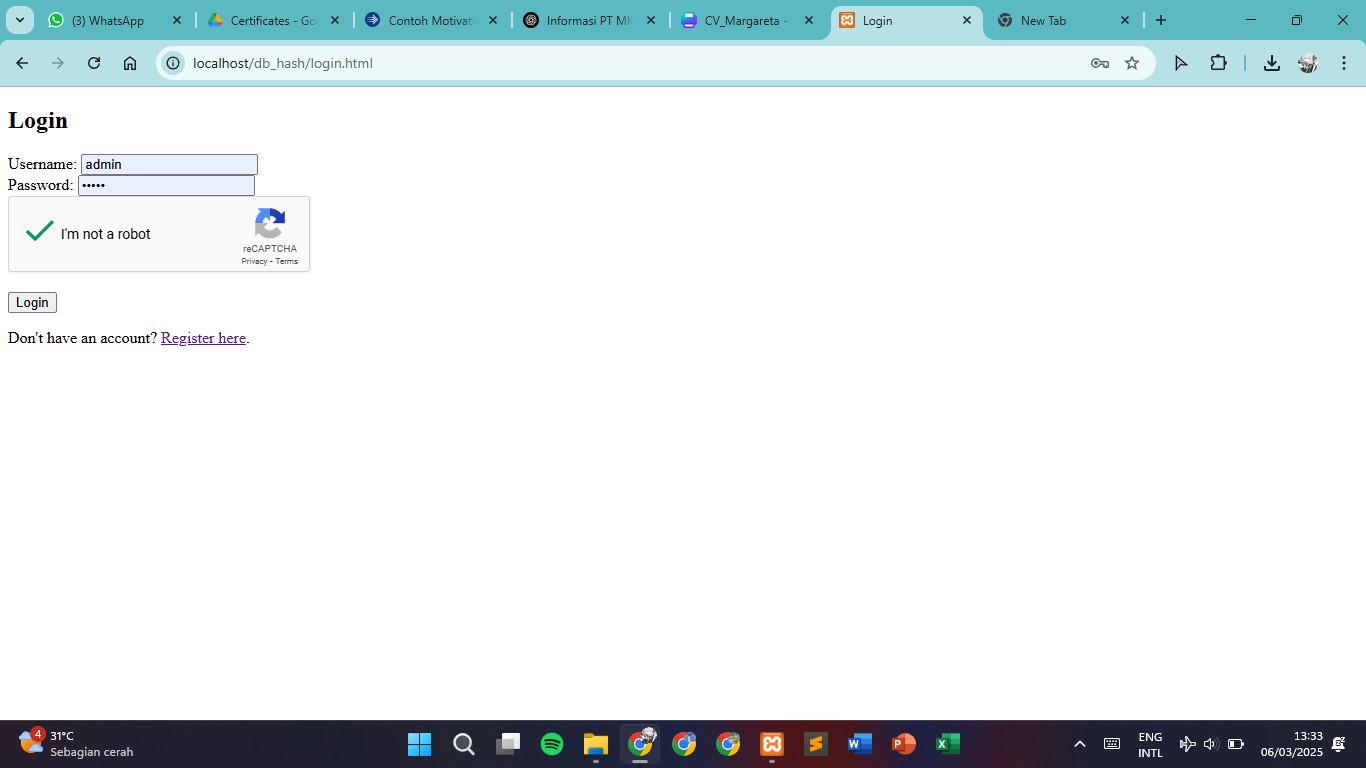 (3) WhatsApp
Certificates - Go
Contoh Motivati
Informasi PT MK
CV_Margareta -
Login
New Tab
localhost/db_hash/login.html
Login
Username: admin
Password: •••••
I'm not a robot
reCAPTCHA
Privacy - Terms
Login
Don't have an account? Register here.
4
31°C
Sebagian cerah
ENG
INTL
13:33
06/03/2025